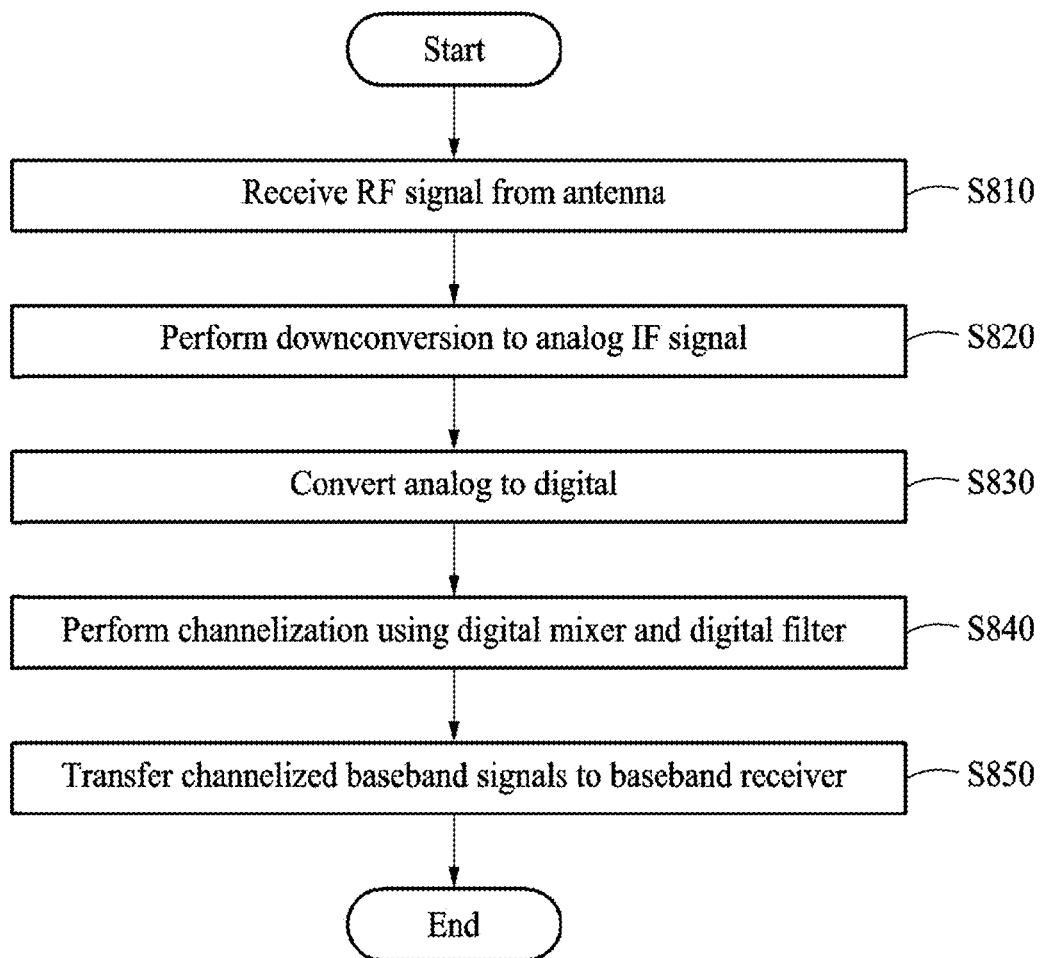 Start
Receive RF signal from antenna S810
Perform downconversion to analog IF signal S820
Convert analog to digital S830
Perform channelization using digital mixer and digital filter S840
Transfer channelized baseband signals to baseband receiver S850
End